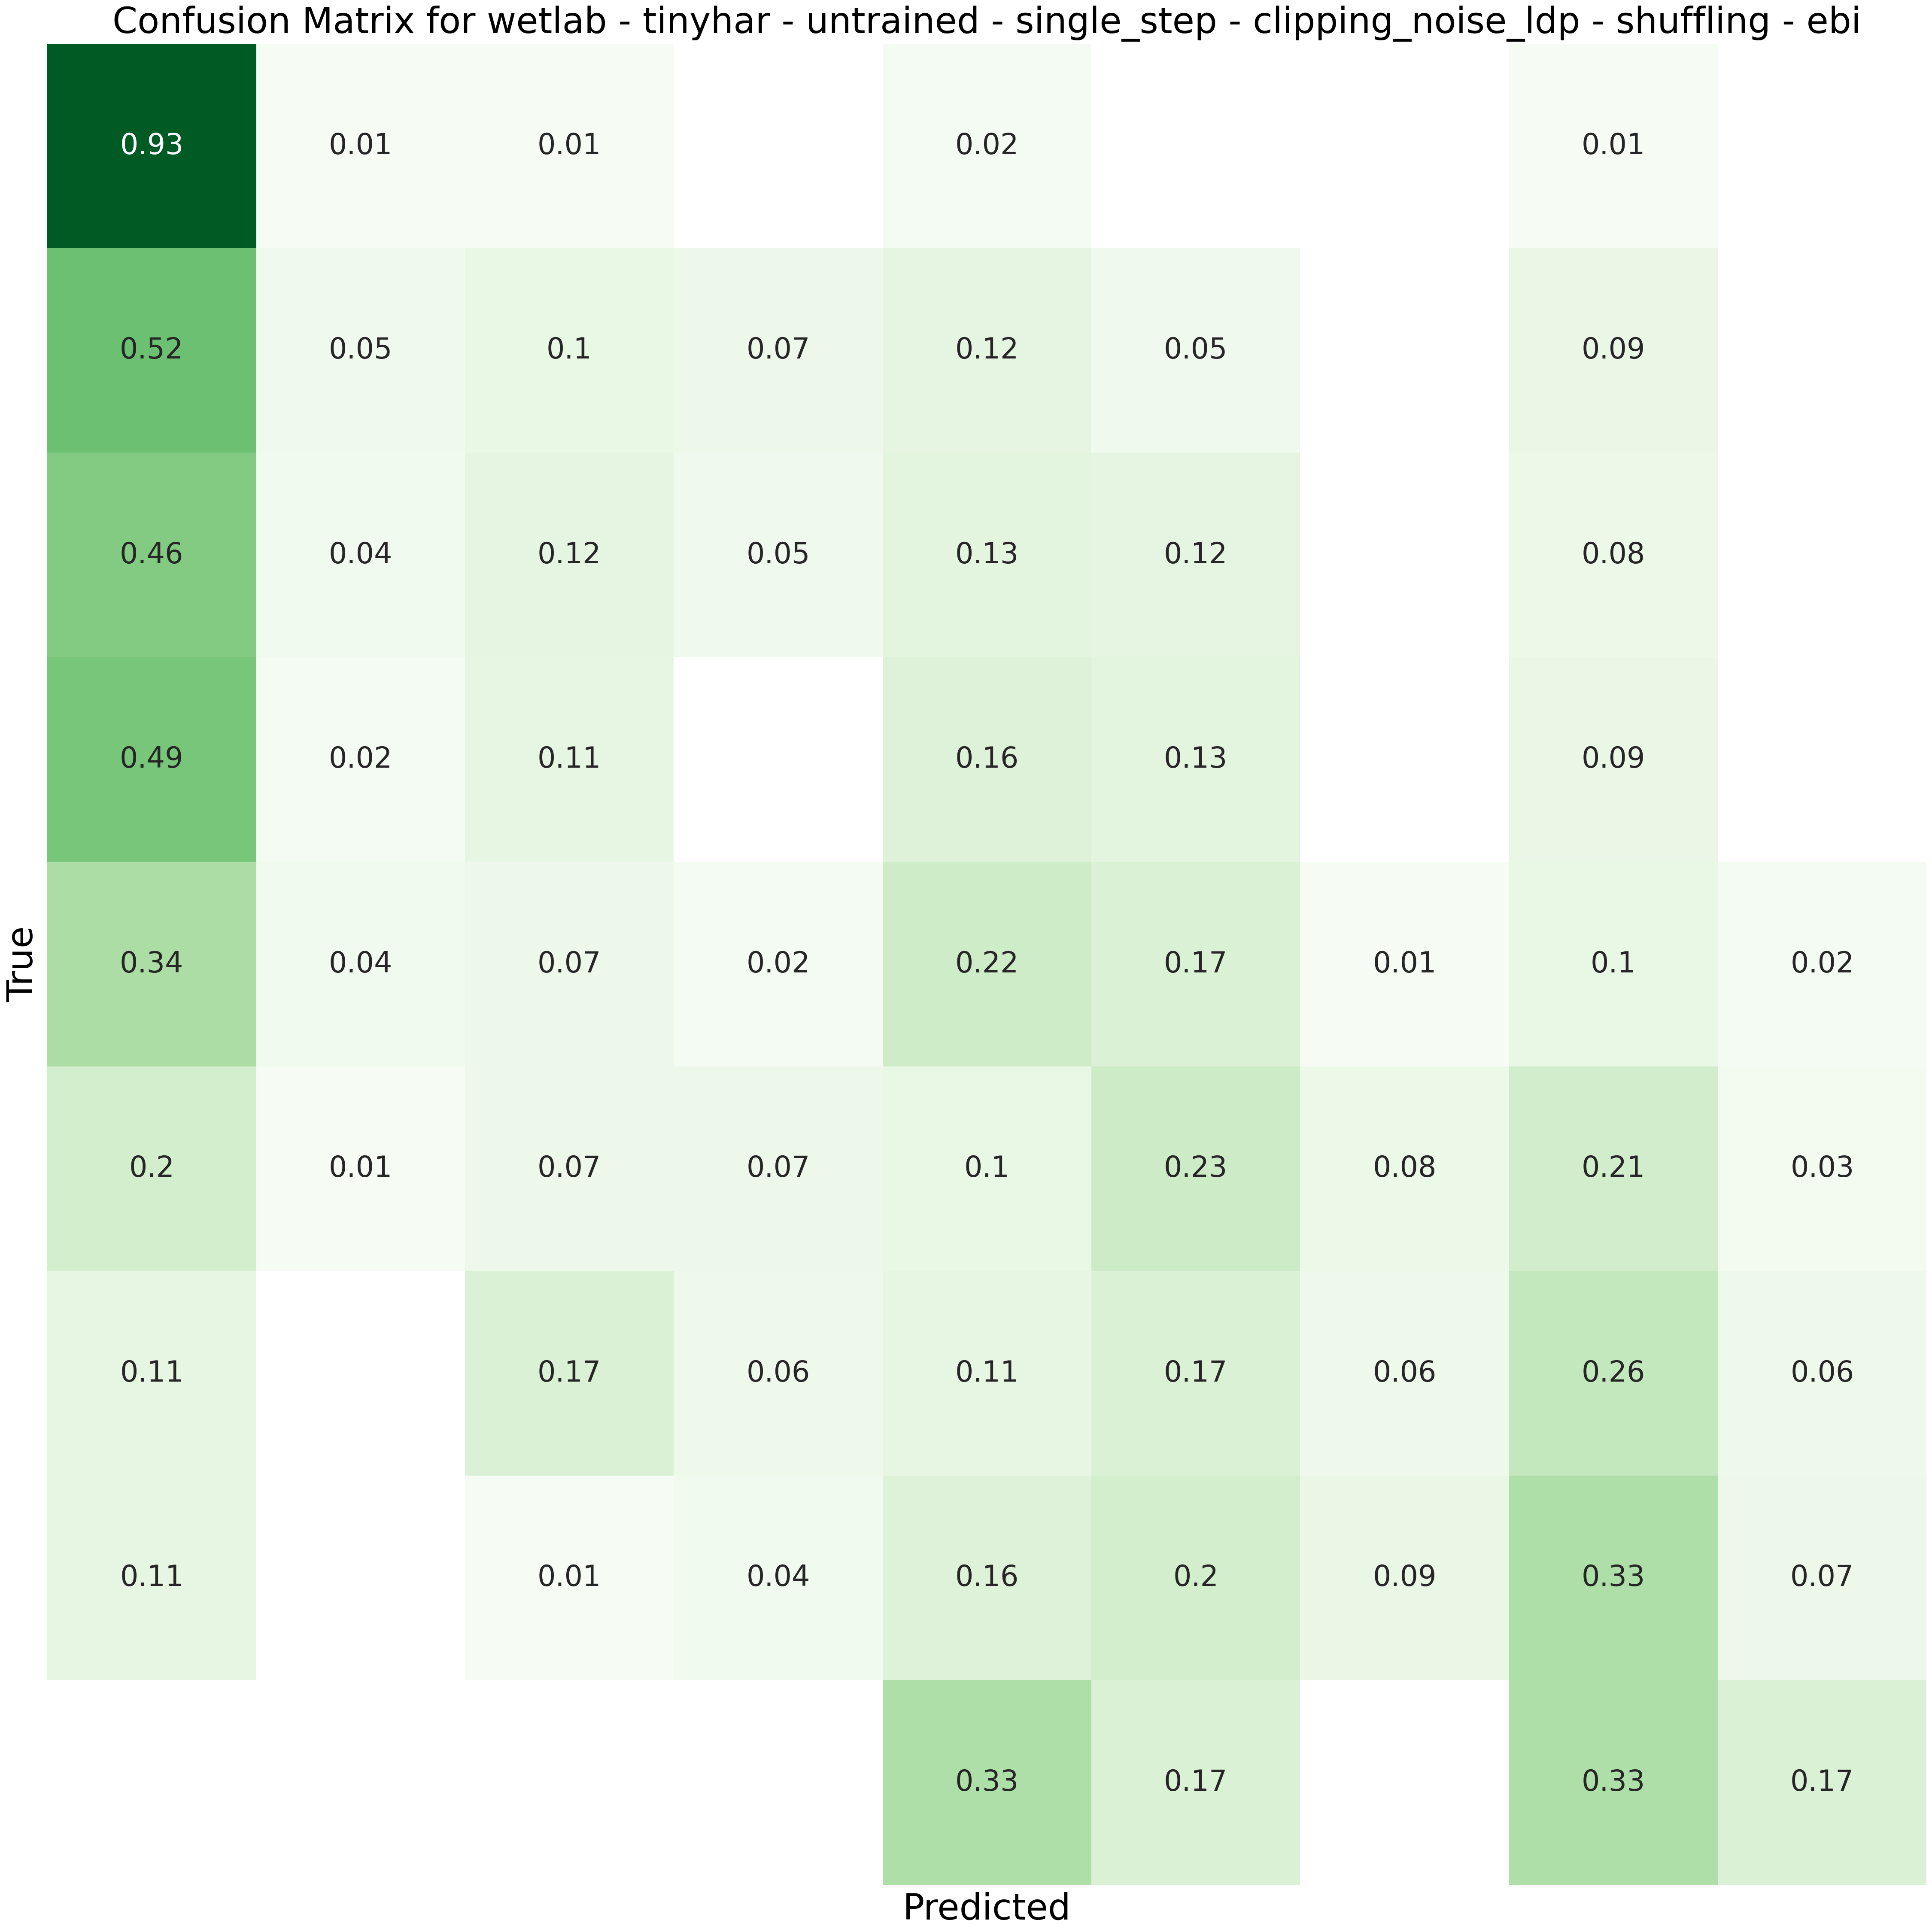 Confusion Matrix for wetlab - tinyhar - untrained - single_step - clipping_noise_ldp - shuffling - ebi
0.93 0.01 0.01 0.02 0.01
0.52 0.05 0.1 0.07 0.12 0.05 0.09
0.46 0.04 0.12 0.05 0.13 0.12 0.08
0.49 0.02 0.11 0.16 0.13 0.09
True
0.34 0.04 0.07 0.02 0.22 0.17 0.01 0.1 0.02
0.2 0.01 0.07 0.07 0.1 0.23 0.08 0.21 0.03
0.11 0.17 0.06 0.11 0.17 0.06 0.26 0.06
0.11 0.01 0.04 0.16 0.2 0.09 0.33 0.07
0.33 0.17 0.33 0.17
Predicted